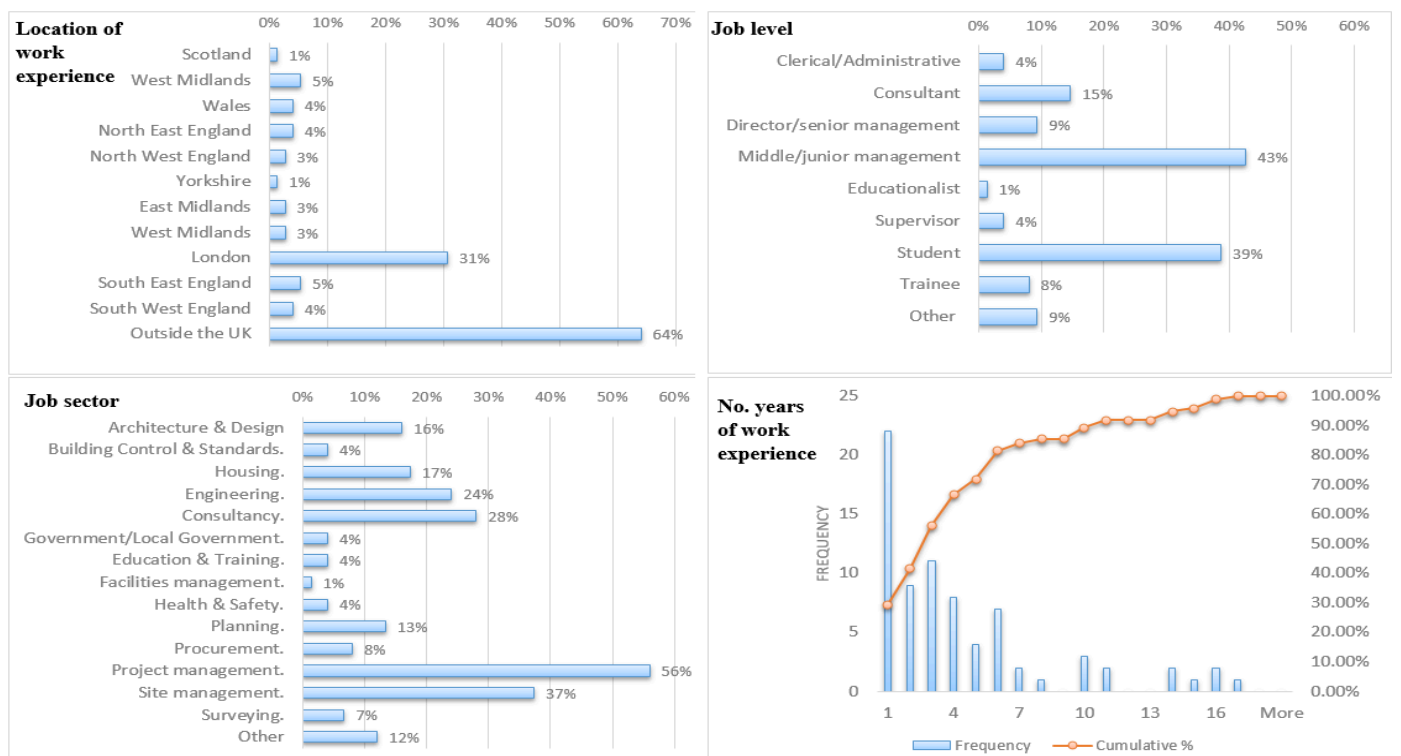 Location of work experience
0% 10% 20% 30% 40% 50% 60% 70%
Scotland 1%
West Midlands 5%
Wales 4%
North East England 4%
North West England 3%
Yorkshire 1%
East Midlands 3%
West Midlands 3%
London 31%
South East England 5%
South West England 4%
Outside the UK 64%
Job level
0% 10% 20% 30% 40% 50% 60%
Clerical/Administrative 4%
Consultant 15%
Director/senior management 9%
Middle/junior management 43%
Educationalist 1%
Supervisor 4%
Student 39%
Trainee 8%
Other 9%
Job sector
0% 10% 20% 30% 40% 50% 60%
Architecture & Design 16%
Building Control & Standards. 4%
Housing. 17%
Engineering. 24%
Consultancy. 28%
Government/Local Government. 4%
Education & Training. 4%
Facilities management. 1%
Health & Safety. 4%
Planning. 13%
Procurement. 8%
Project management. 56%
Site management. 37%
Surveying. 7%
Other 12%
No. years
of work
experience
FREQUENCY
25
20
15
10
5
0
100.00%
90.00%
80.00%
70.00%
60.00%
50.00%
40.00%
30.00%
20.00%
10.00%
0.00%
1 4 7 10 13 16 More
Frequency Cumulative %